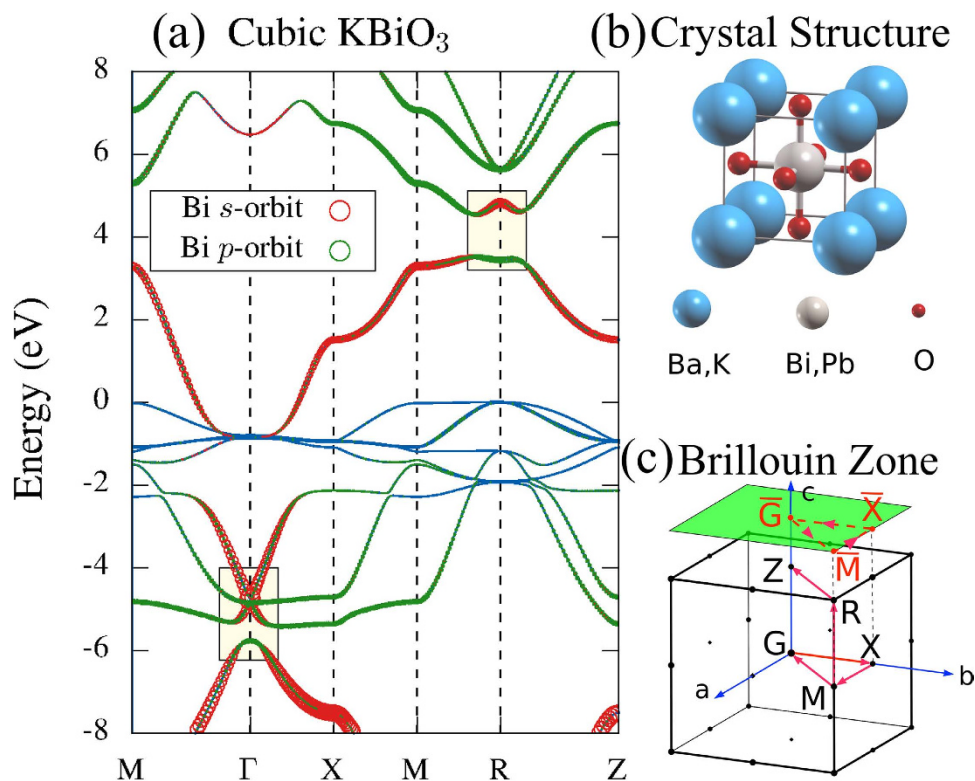 (a) Cubic KBiO₃
8
6
4
2
0
-2
-4
-6
-8
Energy (eV)
Bi s-orbit
Bi p-orbit
M Γ X M R Z
(b) Crystal Structure
Ba,K Bi,Pb O
(c) Brillouin Zone
c
G̅ X̅
M̅
Z
R
G X
b
a M